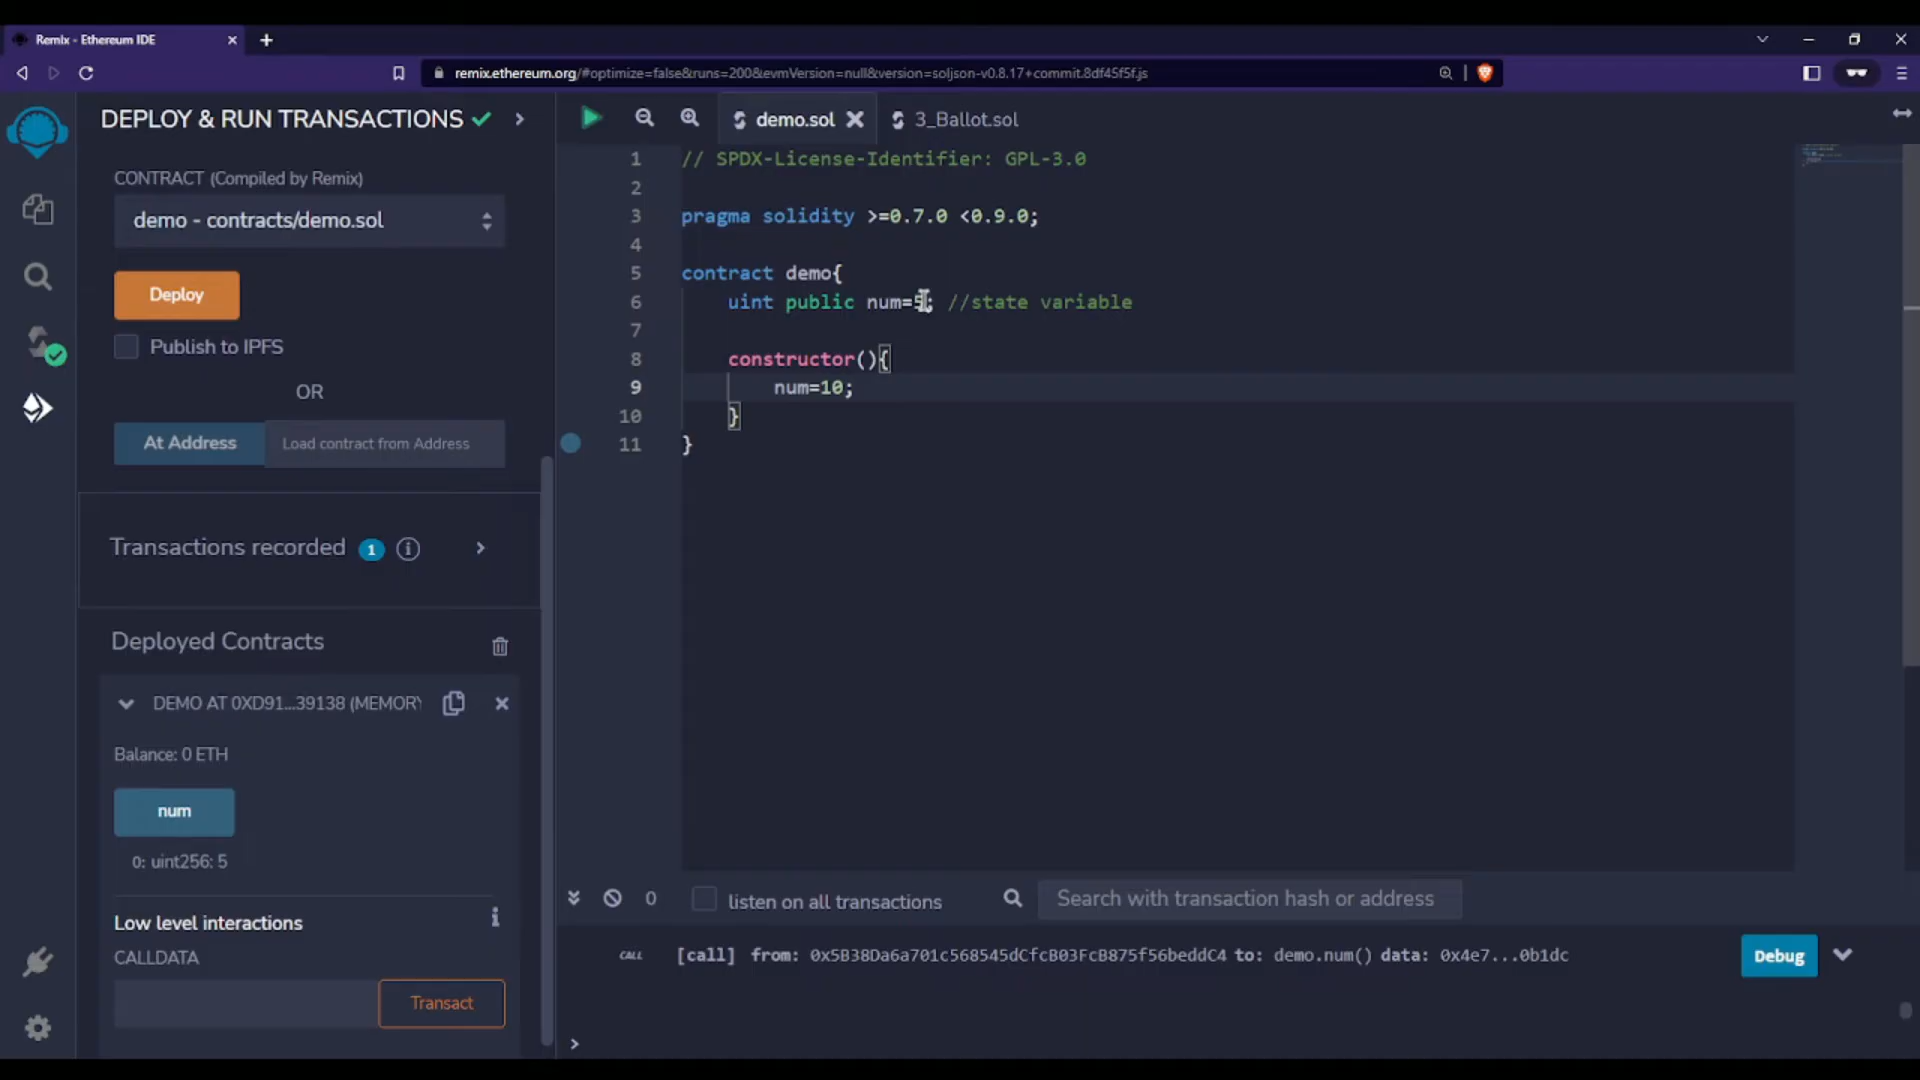 Remix - Ethereum IDE
remix.ethereum.org/#optimize=false&runs=200&evmVersion=null&version=soljson-v0.8.17+commit.8df45f5f.js
DEPLOY & RUN TRANSACTIONS
CONTRACT (Compiled by Remix)
demo - contracts/demo.sol
Deploy
Publish to IPFS
OR
At Address
Load contract from Address
Transactions recorded 1
Deployed Contracts
DEMO AT 0XD91...39138 (MEMORY
Balance: 0 ETH
num
0: uint256: 5
Low level interactions
CALLDATA
Transact
demo.sol
3_Ballot.sol
1 // SPDX-License-Identifier: GPL-3.0
2
3 pragma solidity >=0.7.0 <0.9.0;
4
5 contract demo{
6 uint public num=5; //state variable
7
8 constructor(){
9 num=10;
10 }
11 }
0 listen on all transactions
Search with transaction hash or address
CALL [call] from: 0x5B38Da6a701c568545dCfcB03FcB875f56beddC4 to: demo.num() data: 0x4e7...0b1dc
Debug
>